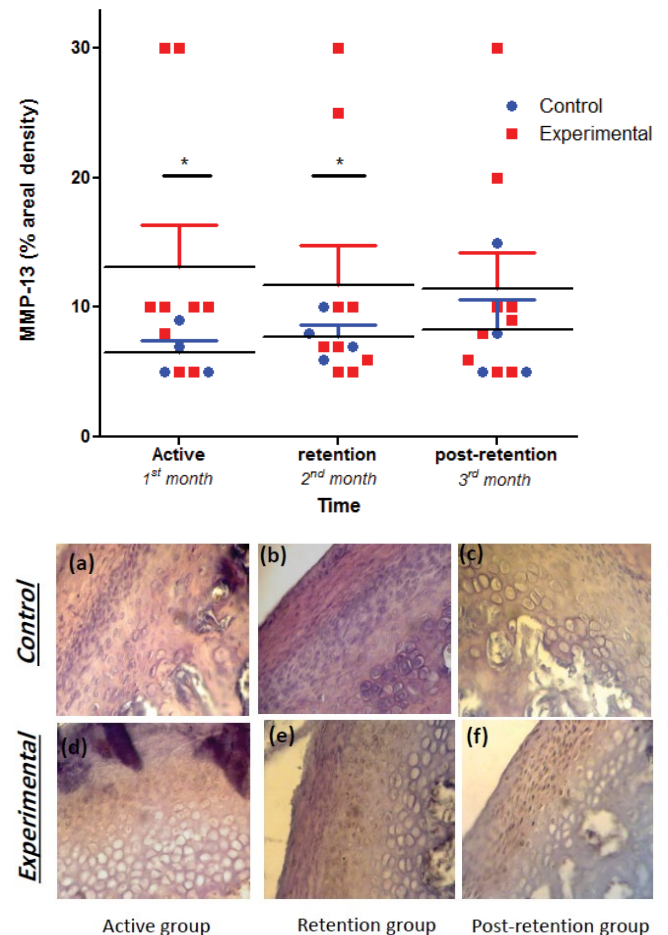 MMP-13 (% areal density)
30
20
10
0
*
*
Control
Experimental
Active
1st month
retention
2nd month
post-retention
3rd month
Time
Control
(a)
(b)
(c)
Experimental
(d)
(e)
(f)
Active group
Retention group
Post-retention group